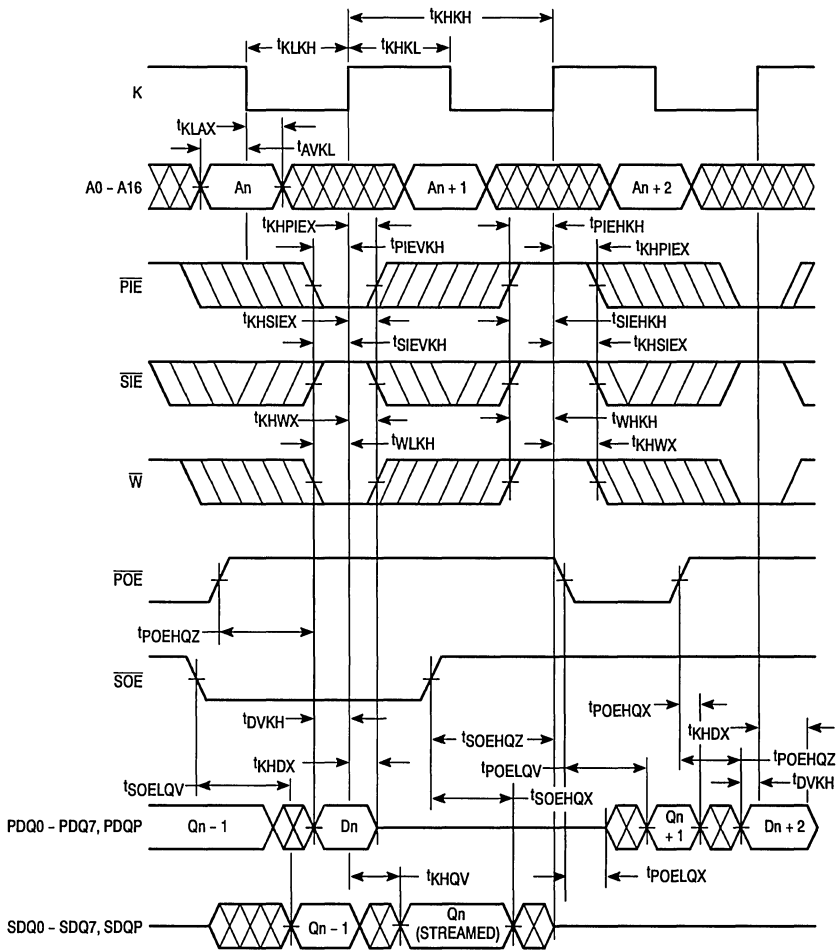 tKHKH
tKLKH
tKHKL
K
tKLAX
tAVKL
A0 – A16
An
An + 1
An + 2
tKHPIEX
tPIEHKH
tPIEVKH
tKHPIEX
PIE
tKHSIEX
tSIEHKH
tSIEVKH
tKHSIEX
SIE
tKHWX
tWHKH
tWLKH
tKHWX
W
POE
tPOEHQZ
SOE
tDVKH
tPOEHQX
tKHDX
tSOEHQZ
tPOEHQZ
tKHDX
tPOELQV
tDVKH
tSOELQV
tSOEHQX
PDQ0 – PDQ7, PDQP
Qn – 1
Dn
Qn
+ 1
Dn + 2
tKHQV
tPOELQX
SDQ0 – SDQ7, SDQP
Qn – 1
Qn
(STREAMED)